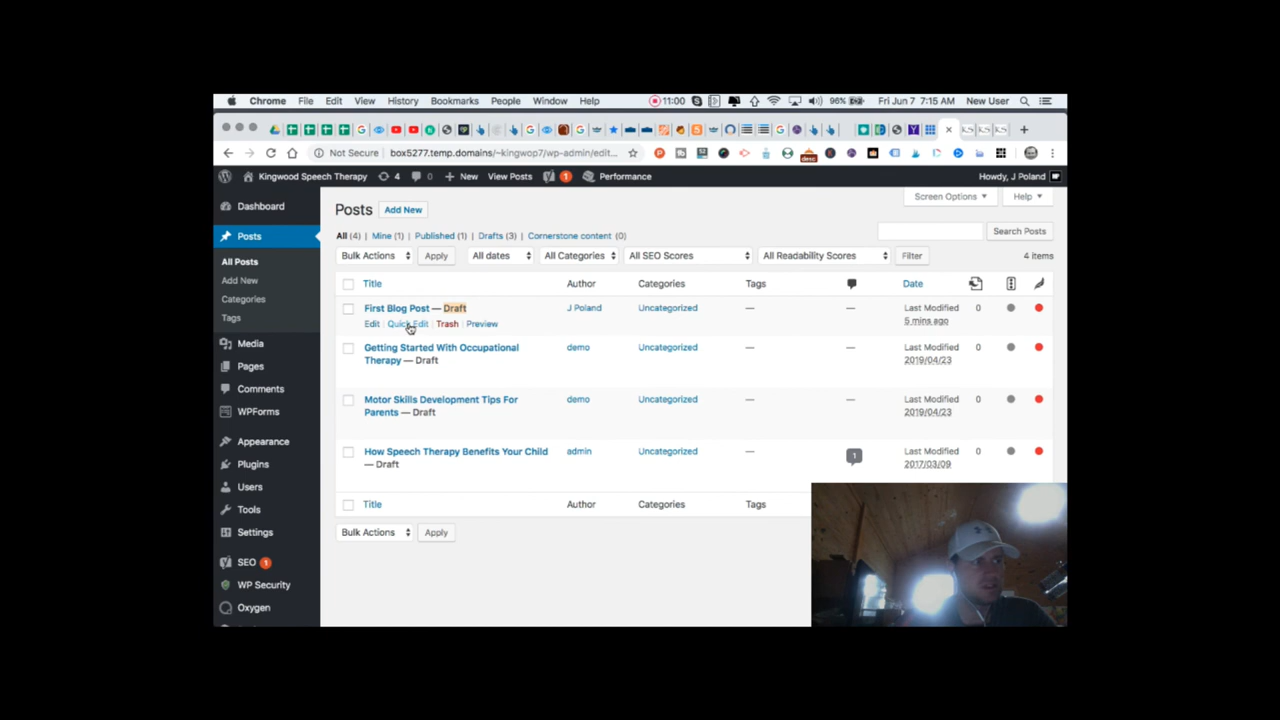 Chrome File Edit View History Bookmarks People Window Help 11:00 96% Fri Jun 7 7:15 AM New User
Not Secure box5277.temp.domains/~kingwop7/wp-admin/edit...
Kingwood Speech Therapy 4 0 New View Posts 1 Performance Howdy, J Poland
Dashboard
Posts
All Posts
Add New
Categories
Tags
Media
Pages
Comments
WPForms
Appearance
Plugins
Users
Tools
Settings
SEO 1
WP Security
Oxygen
Screen Options Help
Posts Add New
All (4) | Mine (1) | Published (1) | Drafts (3) | Cornerstone content (0)
Search Posts
Bulk Actions Apply All dates All Categories All SEO Scores All Readability Scores Filter 4 items
Title Author Categories Tags Date
First Blog Post — Draft J Poland Uncategorized — — Last Modified 0
Edit | Quick Edit | Trash | Preview 5 mins ago
Getting Started With Occupational demo Uncategorized — — Last Modified 0
Therapy — Draft 2019/04/23
Motor Skills Development Tips For demo Uncategorized — — Last Modified 0
Parents — Draft 2019/04/23
How Speech Therapy Benefits Your Child admin Uncategorized — 1 Last Modified 0
— Draft 2017/03/09
Title Author Categories Tags
Bulk Actions Apply